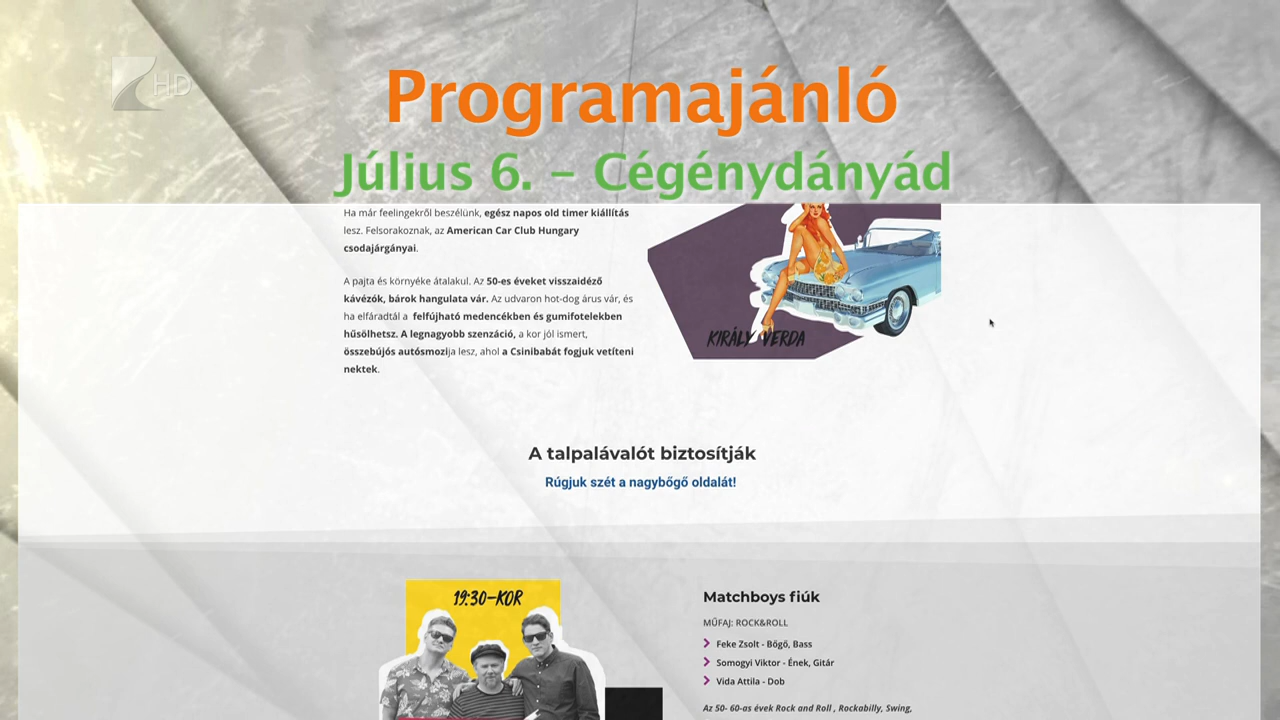 HD
Programajánló
Július 6. – Cégénydányád
Ha már feelingekről beszélünk, egész napos old timer kiállítás
lesz. Felsorakoznak, az American Car Club Hungary
csodajárgányai.
A pajta és környéke átalakul. Az 50-es éveket visszaidéző
kávézók, bárok hangulata vár. Az udvaron hot-dog árus vár, és
ha elfáradtál a felfújható medencékben és gumifotelekben
hűsölhetsz. A legnagyobb szenzáció, a kor jól ismert,
összebújós autósmozija lesz, ahol a Csinibabát fogjuk vetíteni
nektek.
KIRÁLY VERDA
A talpalávalót biztosítják
Rúgjuk szét a nagybőgő oldalát!
19:30-KOR
Matchboys fiúk
MŰFAJ: ROCK&ROLL
Feke Zsolt - Bőgő, Bass
Somogyi Viktor - Ének, Gitár
Vida Attila - Dob
Az 50- 60-as évek Rock and Roll , Rockabilly, Swing,